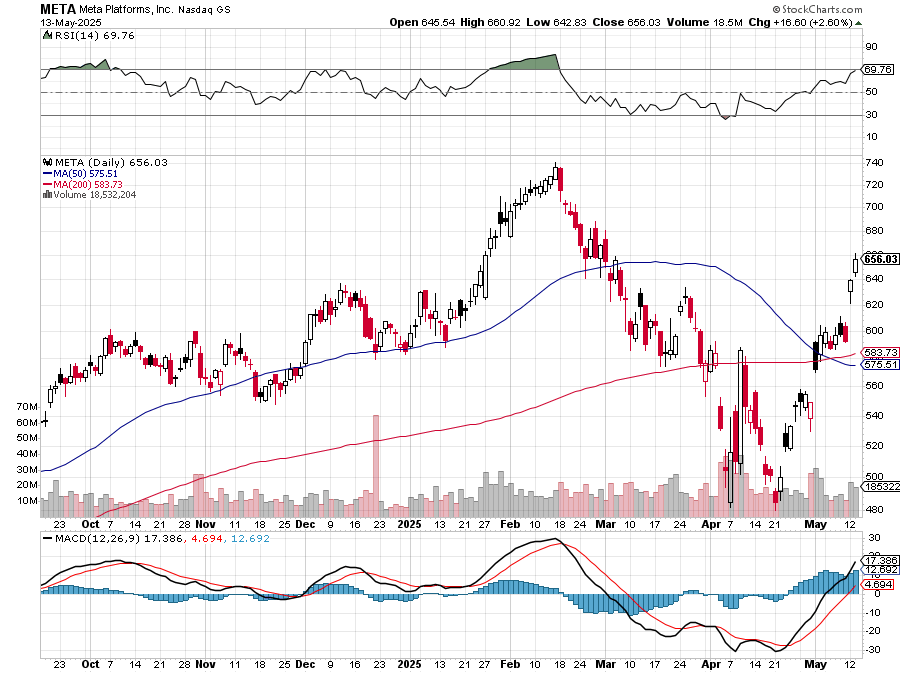 META Meta Platforms, Inc. Nasdaq GS
© StockCharts.com
13-May-2025
Open 645.54 High 660.92 Low 642.83 Close 656.03 Volume 18.5M Chg +16.60 (+2.60%)
RSI(14) 69.76
90
69.76
50
30
10
META (Daily) 656.03
MA(50) 575.51
MA(200) 583.73
Volume 18,532,204
740
720
700
680
656.03
640
620
600
583.73
575.51
560
540
520
500
18532204
480
70M
60M
50M
40M
30M
20M
10M
23 Oct 7 14 21 28 Nov 11 18 25 Dec 9 16 23 2025 13 21 27 Feb 10 18 24 Mar 10 17 24 Apr 7 14 21 May 12
MACD(12,26,9) 17.386, 4.694, 12.692
30
20
17.386
12.692
10
4.694
0
-10
-20
-30
23 Oct 7 14 21 28 Nov 11 18 25 Dec 9 16 23 2025 13 21 27 Feb 10 18 24 Mar 10 17 24 Apr 7 14 21 May 12